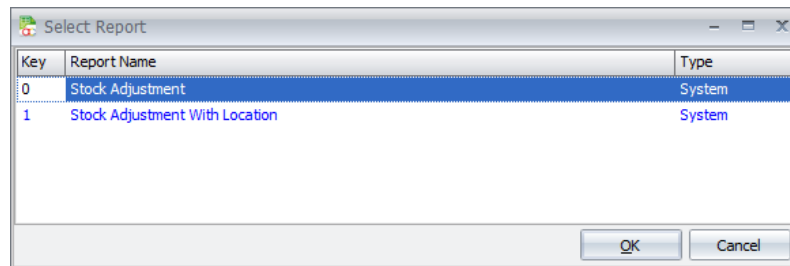 Select Report
Key Report Name Type
0 Stock Adjustment System
1 Stock Adjustment With Location System
OK Cancel